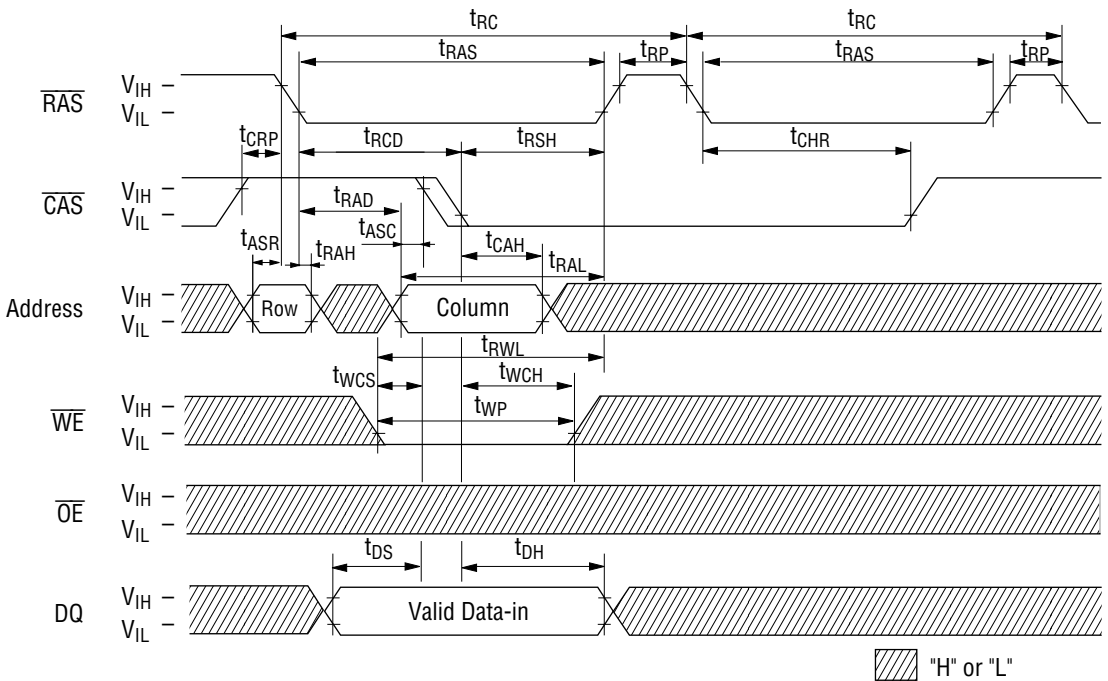 tRC tRC
tRAS tRP tRAS tRP
RAS VIH
VIL
tCRP tRCD tRSH tCHR
CAS VIH
VIL
tRAD
tASC
tASR tRAH tCAH
tRAL
Address VIH
VIL
Row Column
tRWL
tWCS tWCH
tWP
WE VIH
VIL
OE VIH
VIL
tDS tDH
DQ VIH
VIL
Valid Data-in
"H" or "L"